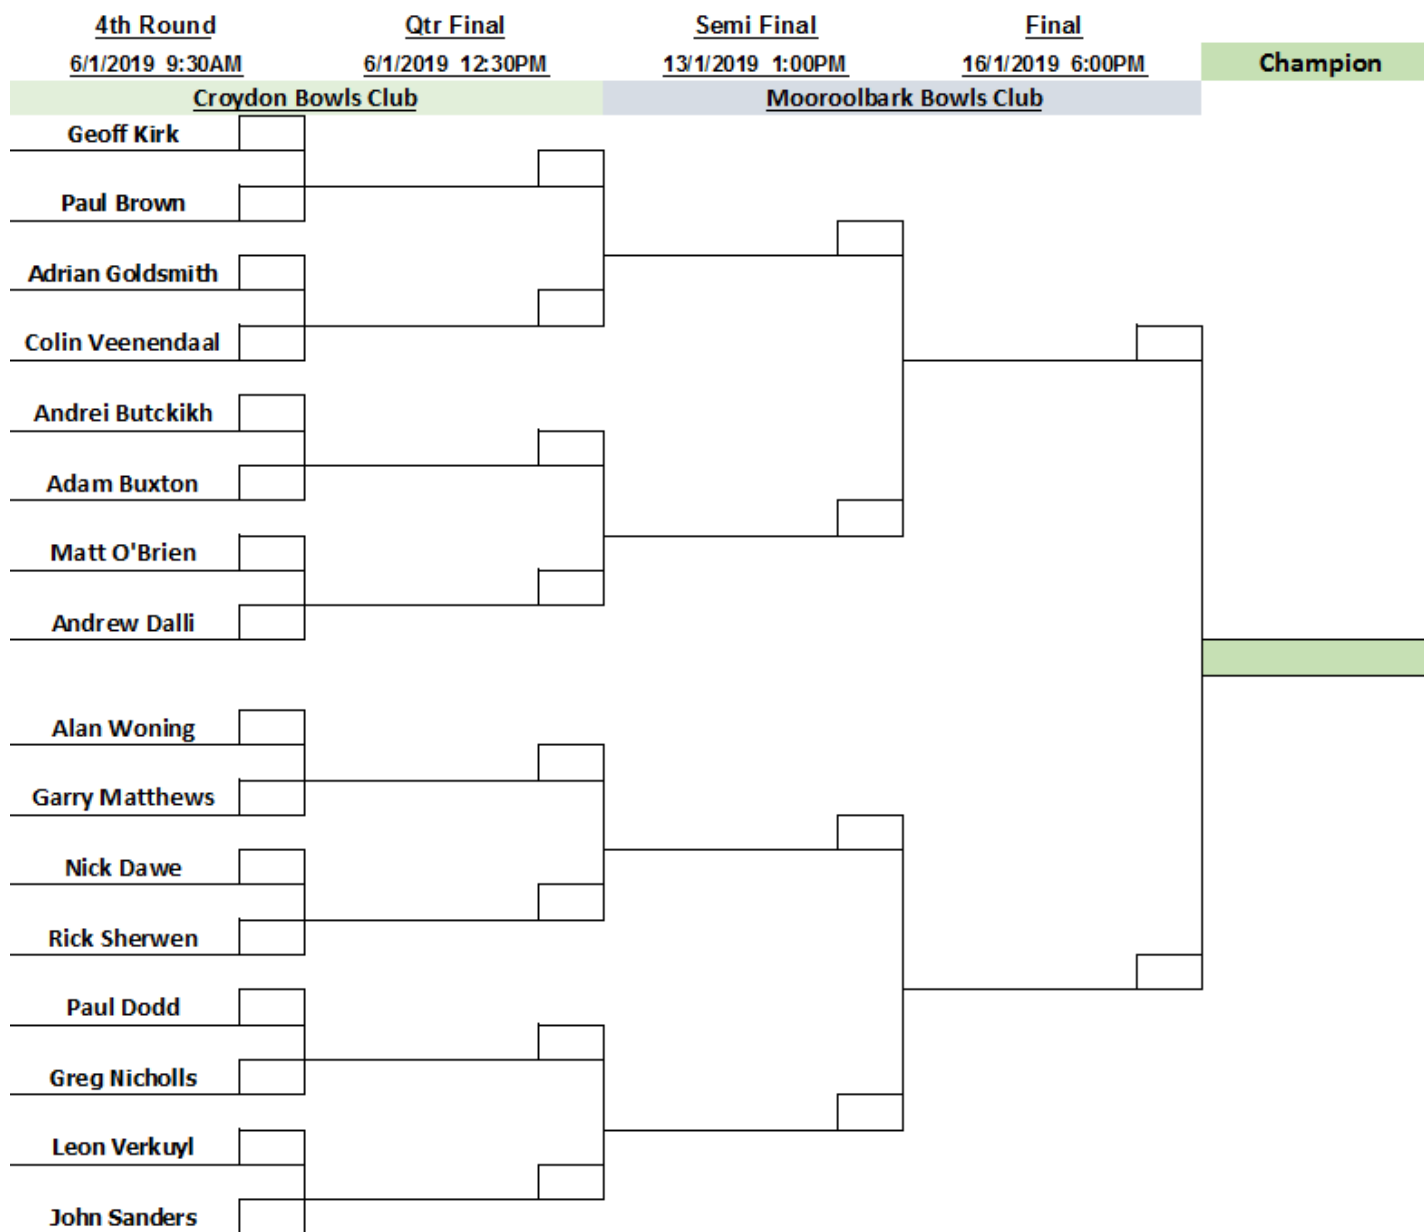 4th Round Qtr Final Semi Final Final
6/1/2019 9:30AM 6/1/2019 12:30PM 13/1/2019 1:00PM 16/1/2019 6:00PM Champion
Croydon Bowls Club Mooroolbark Bowls Club
Geoff Kirk
Paul Brown
Adrian Goldsmith
Colin Veenendaal
Andrei Butckikh
Adam Buxton
Matt O'Brien
Andrew Dalli
Alan Woning
Garry Matthews
Nick Dawe
Rick Sherwen
Paul Dodd
Greg Nicholls
Leon Verkuyl
John Sanders